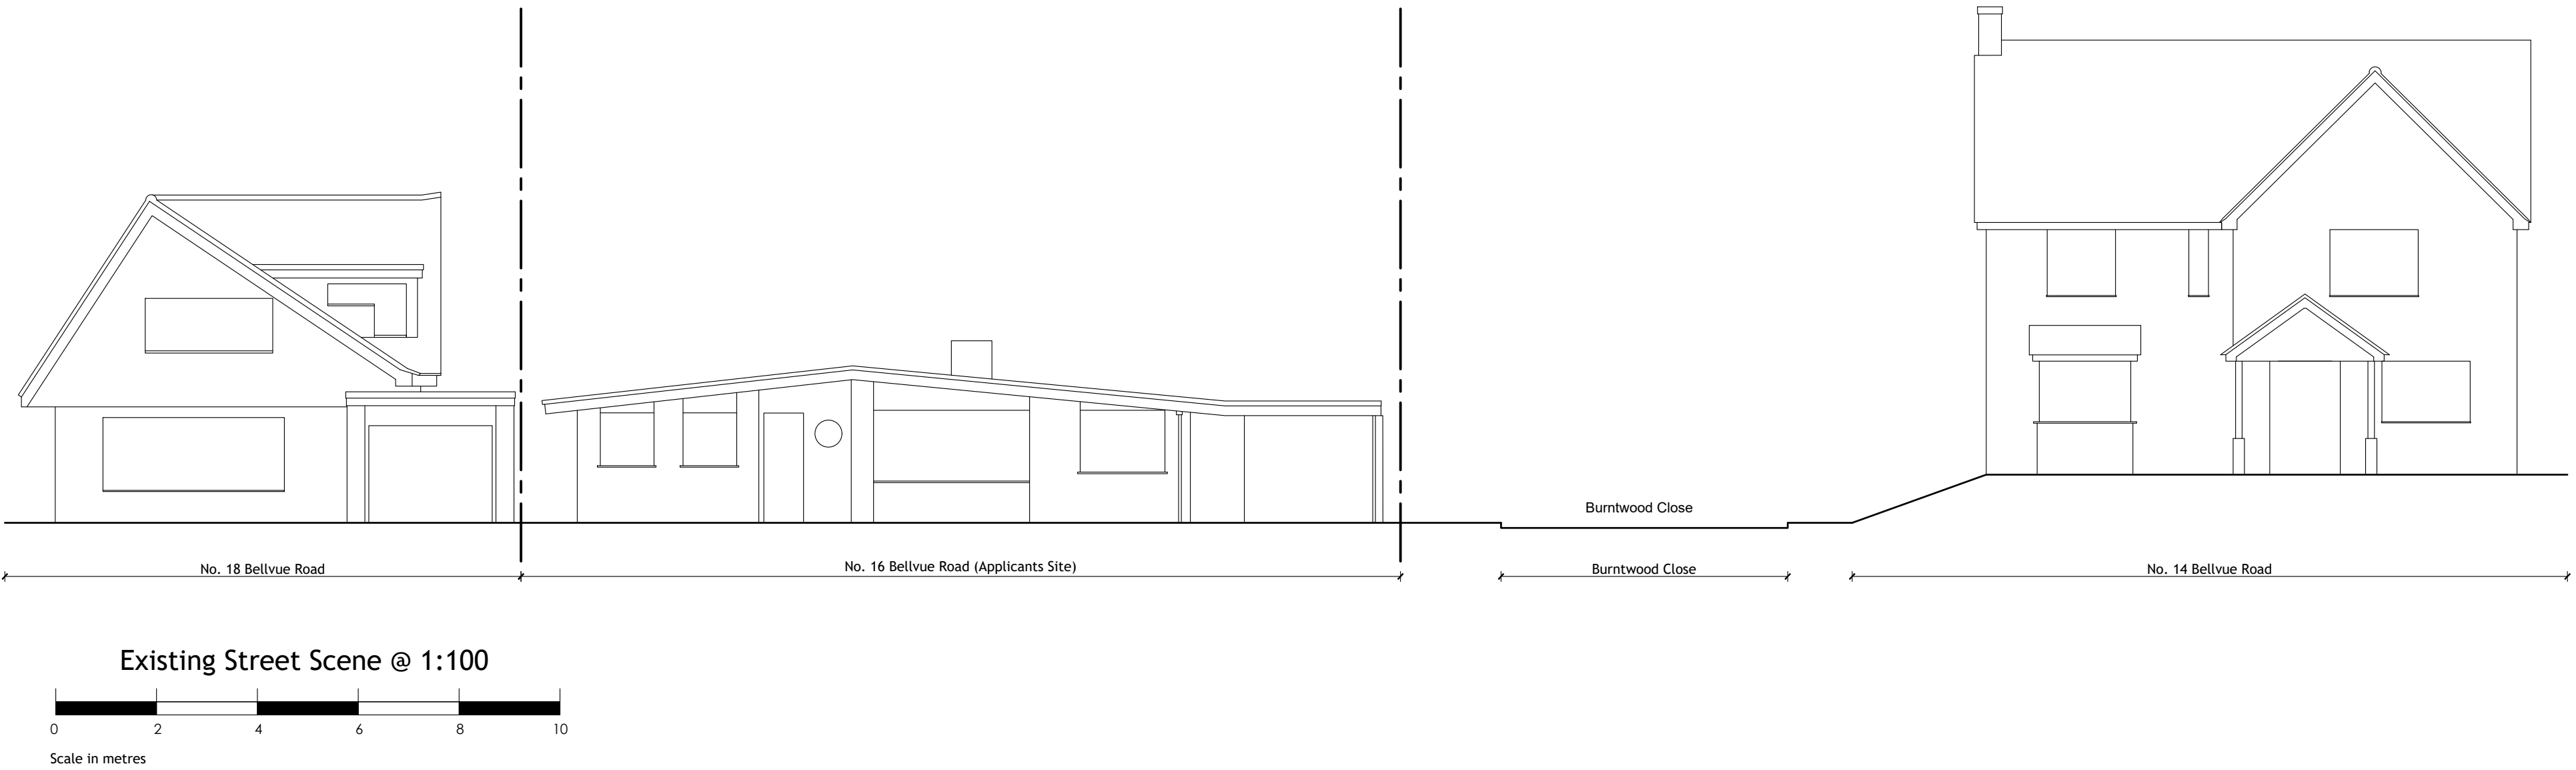 Burntwood Close
No. 18 Bellvue Road
No. 16 Bellvue Road (Applicants Site)
Burntwood Close
No. 14 Bellvue Road
Existing Street Scene @ 1:100
0 2 4 6 8 10
Scale in metres